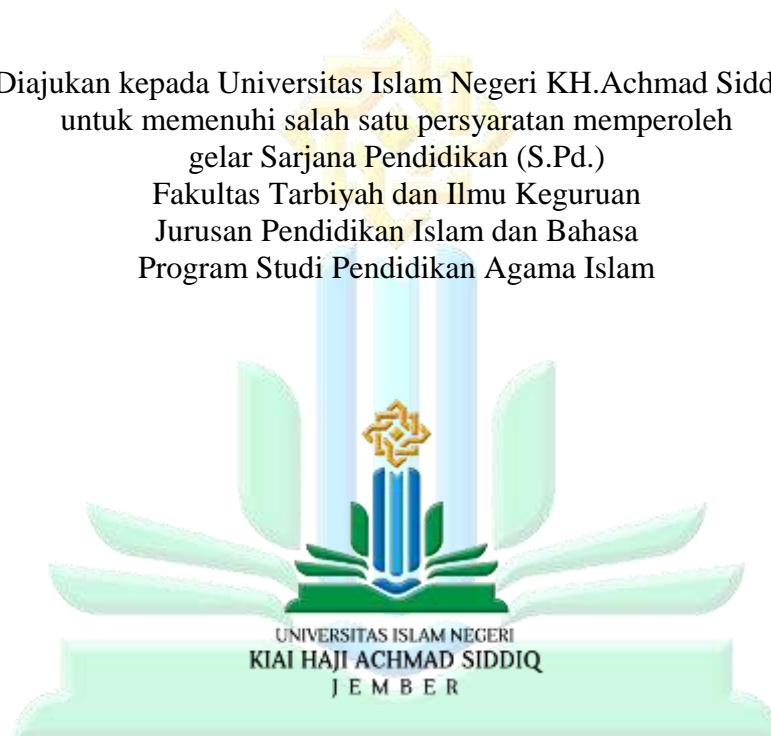 Diajukan kepada Universitas Islam Negeri KH.Achmad Sidd
untuk memenuhi salah satu persyaratan memperoleh
gelar Sarjana Pendidikan (S.Pd.)
Fakultas Tarbiyah dan Ilmu Keguruan
Jurusan Pendidikan Islam dan Bahasa
Program Studi Pendidikan Agama Islam
UNIVERSITAS ISLAM NEGERI
KIAI HAJI ACHMAD SIDDIQ
JEMBER